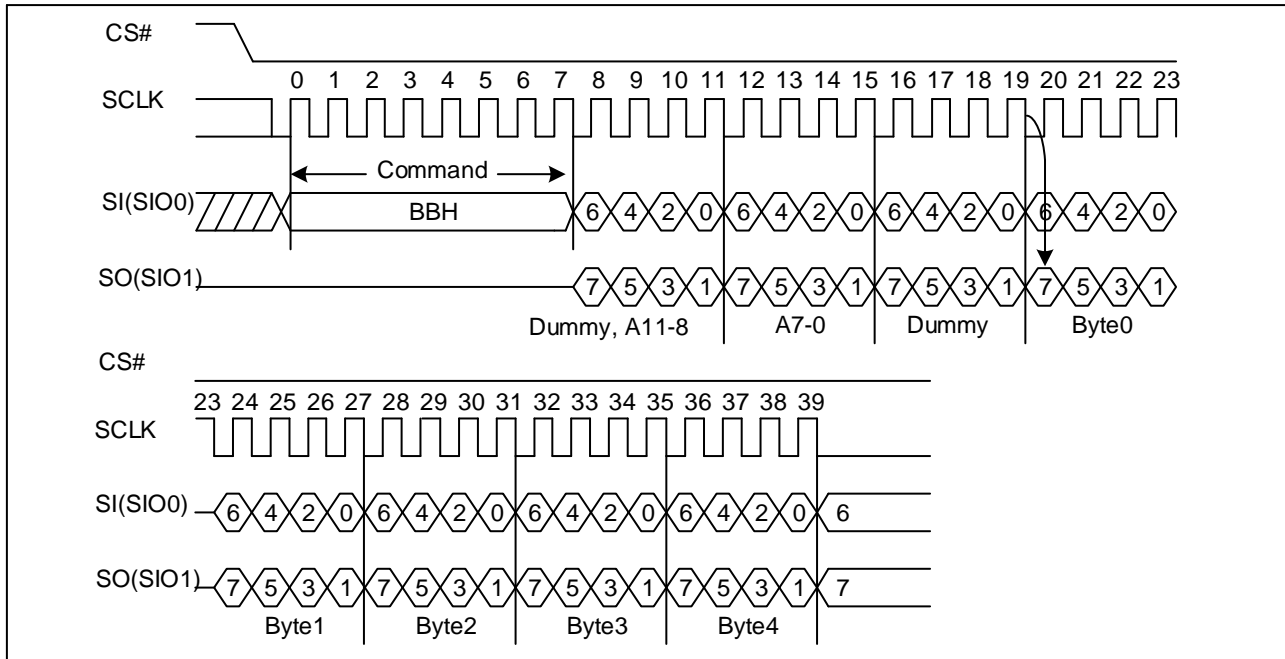 CS#
0 1 2 3 4 5 6 7 8 9 10 11 12 13 14 15 16 17 18 19 20 21 22 23
SCLK
Command
SI(SIO0) BBH 6 4 2 0 6 4 2 0 6 4 2 0 6 4 2 0
SO(SIO1) 7 5 3 1 7 5 3 1 7 5 3 1 7 5 3 1
Dummy, A11-8 A7-0 Dummy Byte0
CS#
23 24 25 26 27 28 29 30 31 32 33 34 35 36 37 38 39
SCLK
SI(SIO0) 6 4 2 0 6 4 2 0 6 4 2 0 6 4 2 0 6
SO(SIO1) 7 5 3 1 7 5 3 1 7 5 3 1 7 5 3 1 7
Byte1 Byte2 Byte3 Byte4